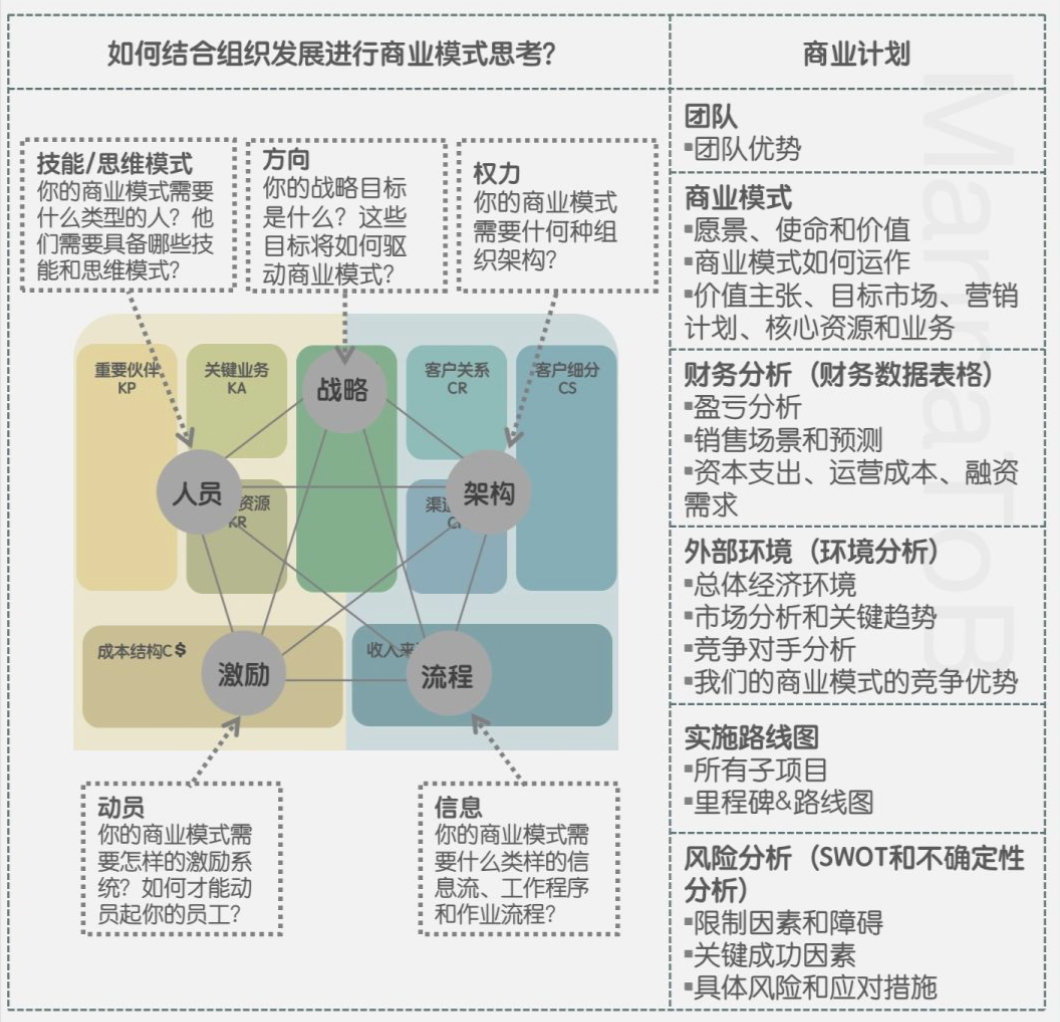 如何结合组织发展进行商业模式思考？
技能/思维模式
你的商业模式需要
什么类型的人？他
们需要具备哪些技
能和思维模式？
方向
你的战略目标
是什么？这些
目标将如何驱
动商业模式？
权力
你的商业模式
需要什何种组
织架构？
重要伙伴
KP
关键业务
KA
战略
客户关系
CR
客户细分
CS
人员
资源
KR
渠道
架构
成本结构C$
激励
收入来
流程
动员
你的商业模式需
要怎样的激励系
统？如何才能动
员起你的员工？
信息
你的商业模式需
要什么类样的信
息流、工作程序
和作业流程？
商业计划
团队
▪团队优势
商业模式
▪愿景、使命和价值
▪商业模式如何运作
▪价值主张、目标市场、营销
计划、核心资源和业务
财务分析（财务数据表格）
▪盈亏分析
▪销售场景和预测
▪资本支出、运营成本、融资
需求
外部环境（环境分析）
▪总体经济环境
▪市场分析和关键趋势
▪竞争对手分析
▪我们的商业模式的竞争优势
实施路线图
▪所有子项目
▪里程碑&路线图
风险分析（SWOT和不确定性
分析）
▪限制因素和障碍
▪关键成功因素
▪具体风险和应对措施